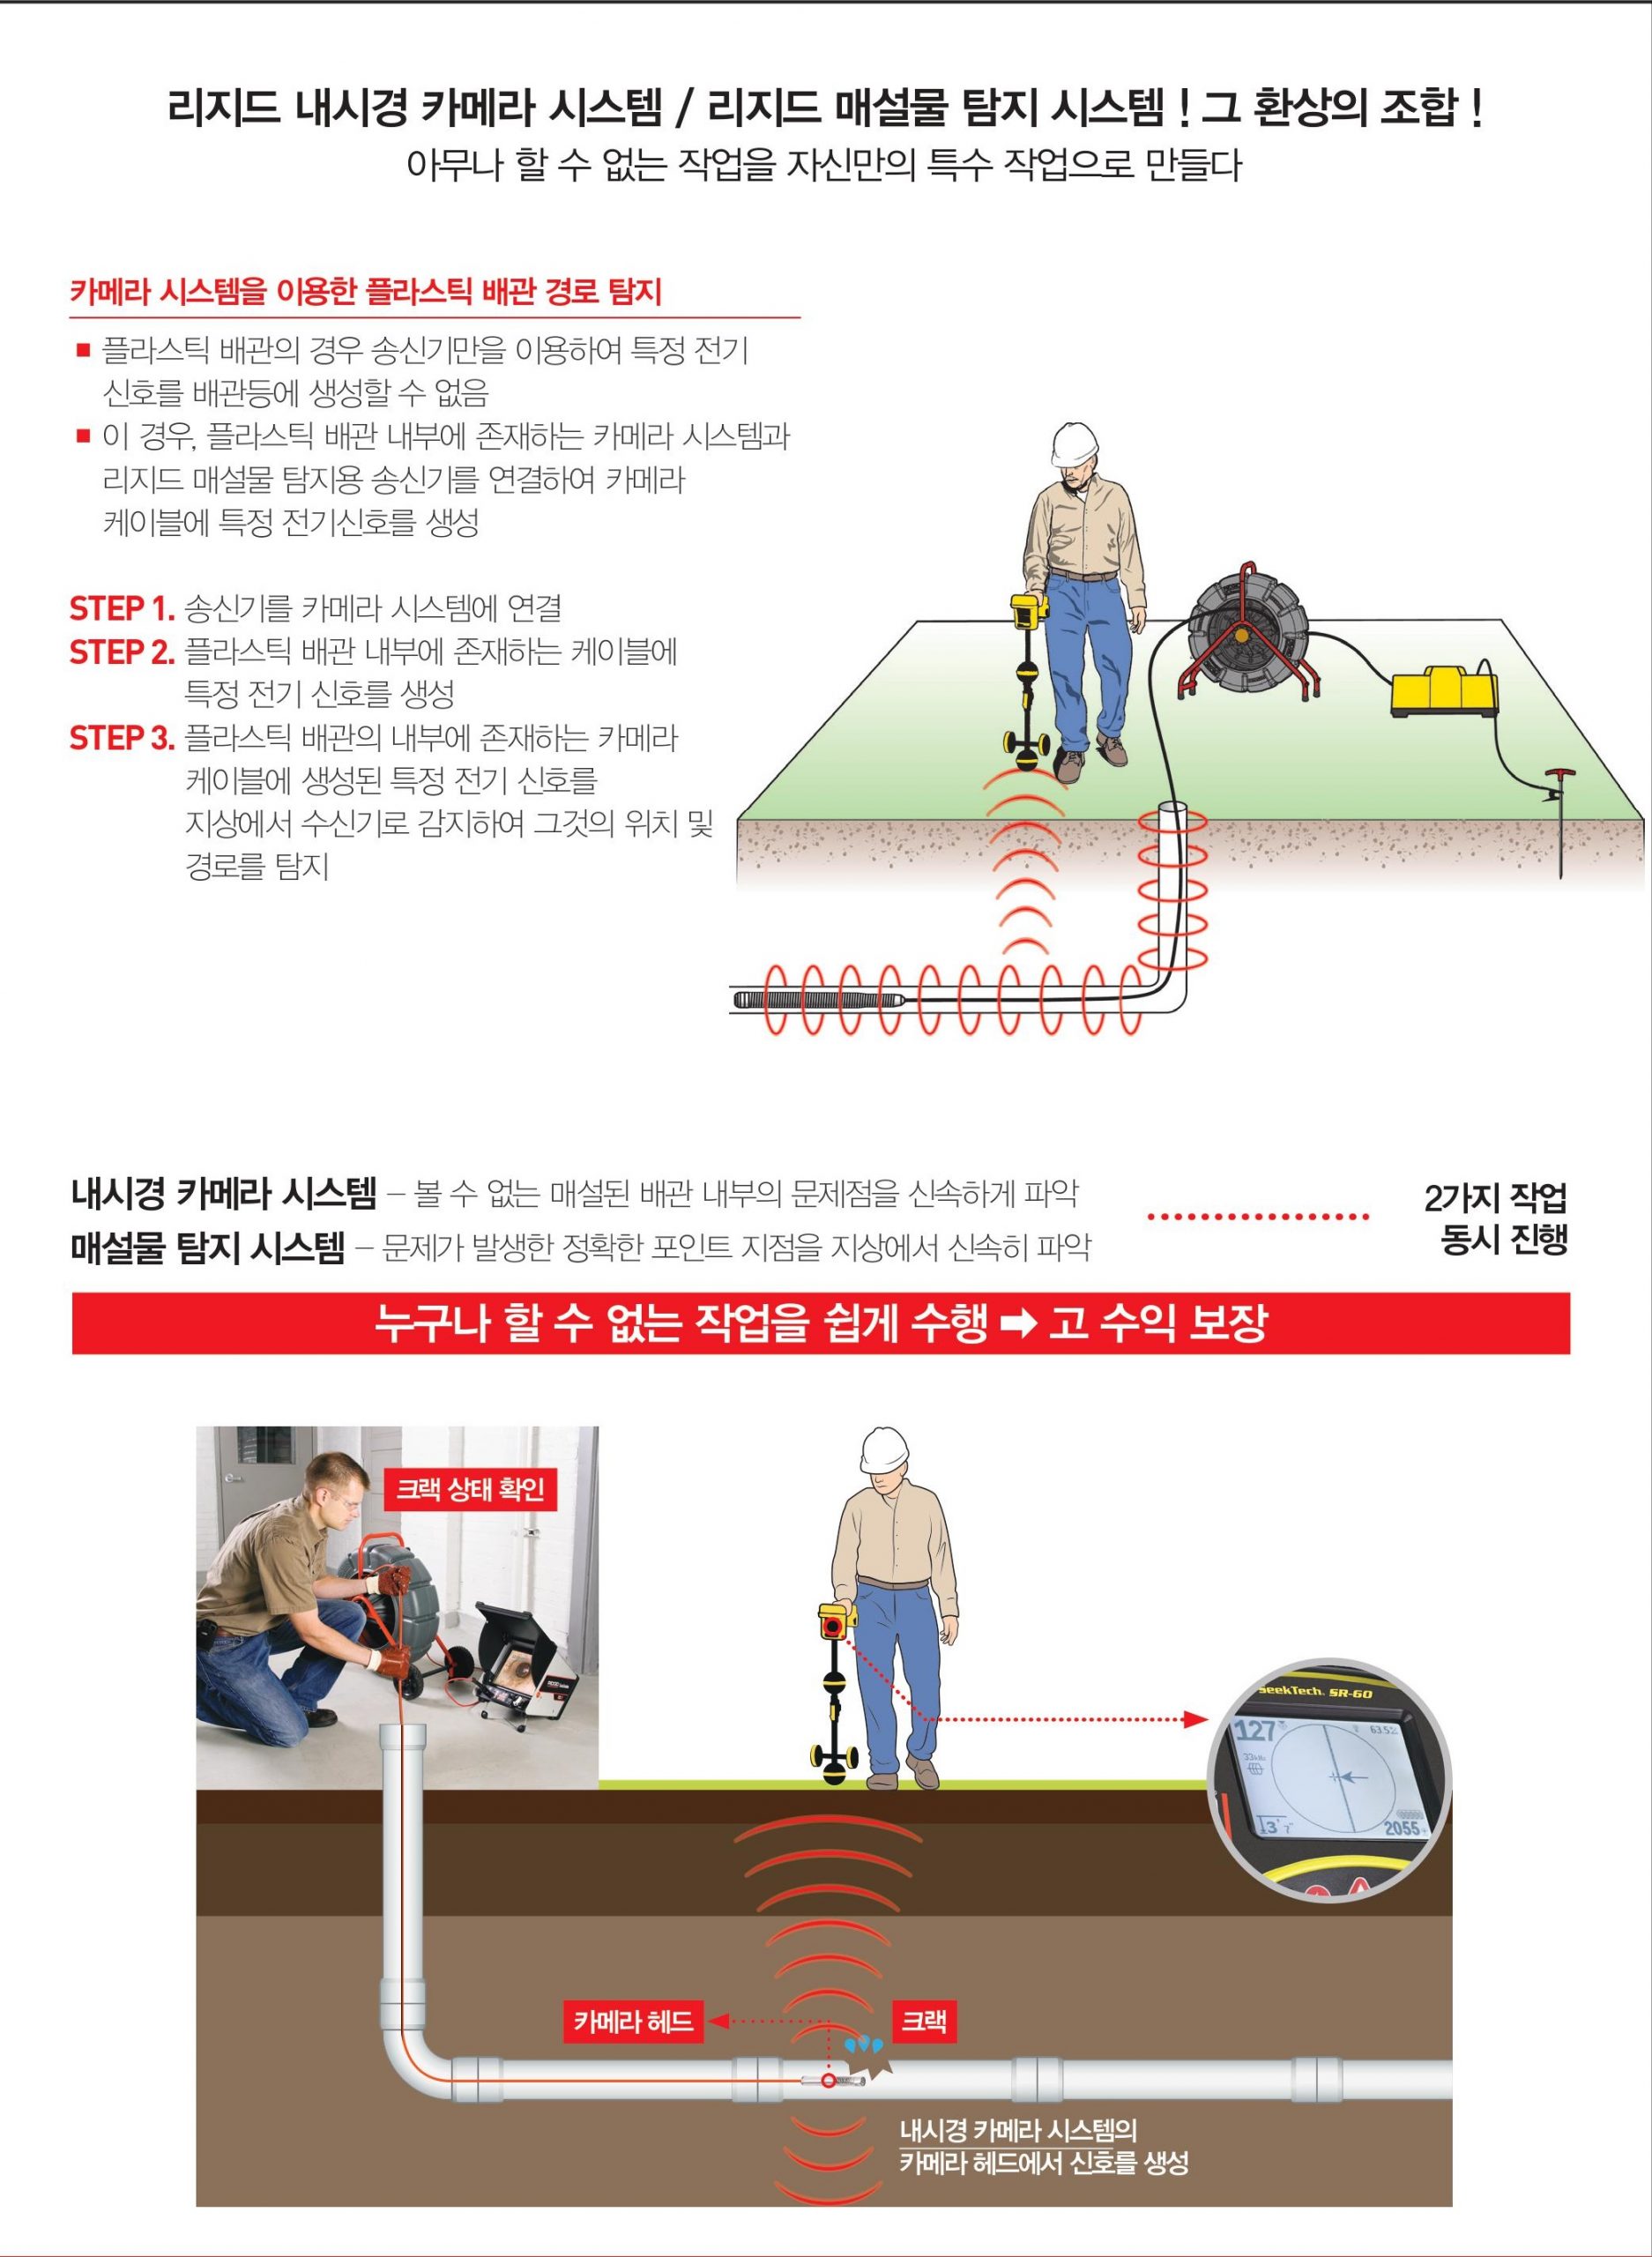 리지드 내시경 카메라 시스템 / 리지드 매설물 탐지 시스템 ! 그 환상의 조합 !
아무나 할 수 없는 작업을 자신만의 특수 작업으로 만들다
카메라 시스템을 이용한 플라스틱 배관 경로 탐지
■ 플라스틱 배관의 경우 송신기만을 이용하여 특정 전기
신호를 배관등에 생성할 수 없음
■ 이 경우, 플라스틱 배관 내부에 존재하는 카메라 시스템과
리지드 매설물 탐지용 송신기를 연결하여 카메라
케이블에 특정 전기신호를 생성
STEP 1. 송신기를 카메라 시스템에 연결
STEP 2. 플라스틱 배관 내부에 존재하는 케이블에
특정 전기 신호를 생성
STEP 3. 플라스틱 배관의 내부에 존재하는 카메라
케이블에 생성된 특정 전기 신호를
지상에서 수신기로 감지하여 그것의 위치 및
경로를 탐지
내시경 카메라 시스템 – 볼 수 없는 매설된 배관 내부의 문제점을 신속하게 파악
매설물 탐지 시스템 – 문제가 발생한 정확한 포인트 지점을 지상에서 신속히 파악
2가지 작업
동시 진행
누구나 할 수 없는 작업을 쉽게 수행 ➡ 고 수익 보장
크랙 상태 확인
SeekTech. SR-60
127
63.5
33kHz
3' 7"
2055
카메라 헤드
크랙
내시경 카메라 시스템의
카메라 헤드에서 신호를 생성